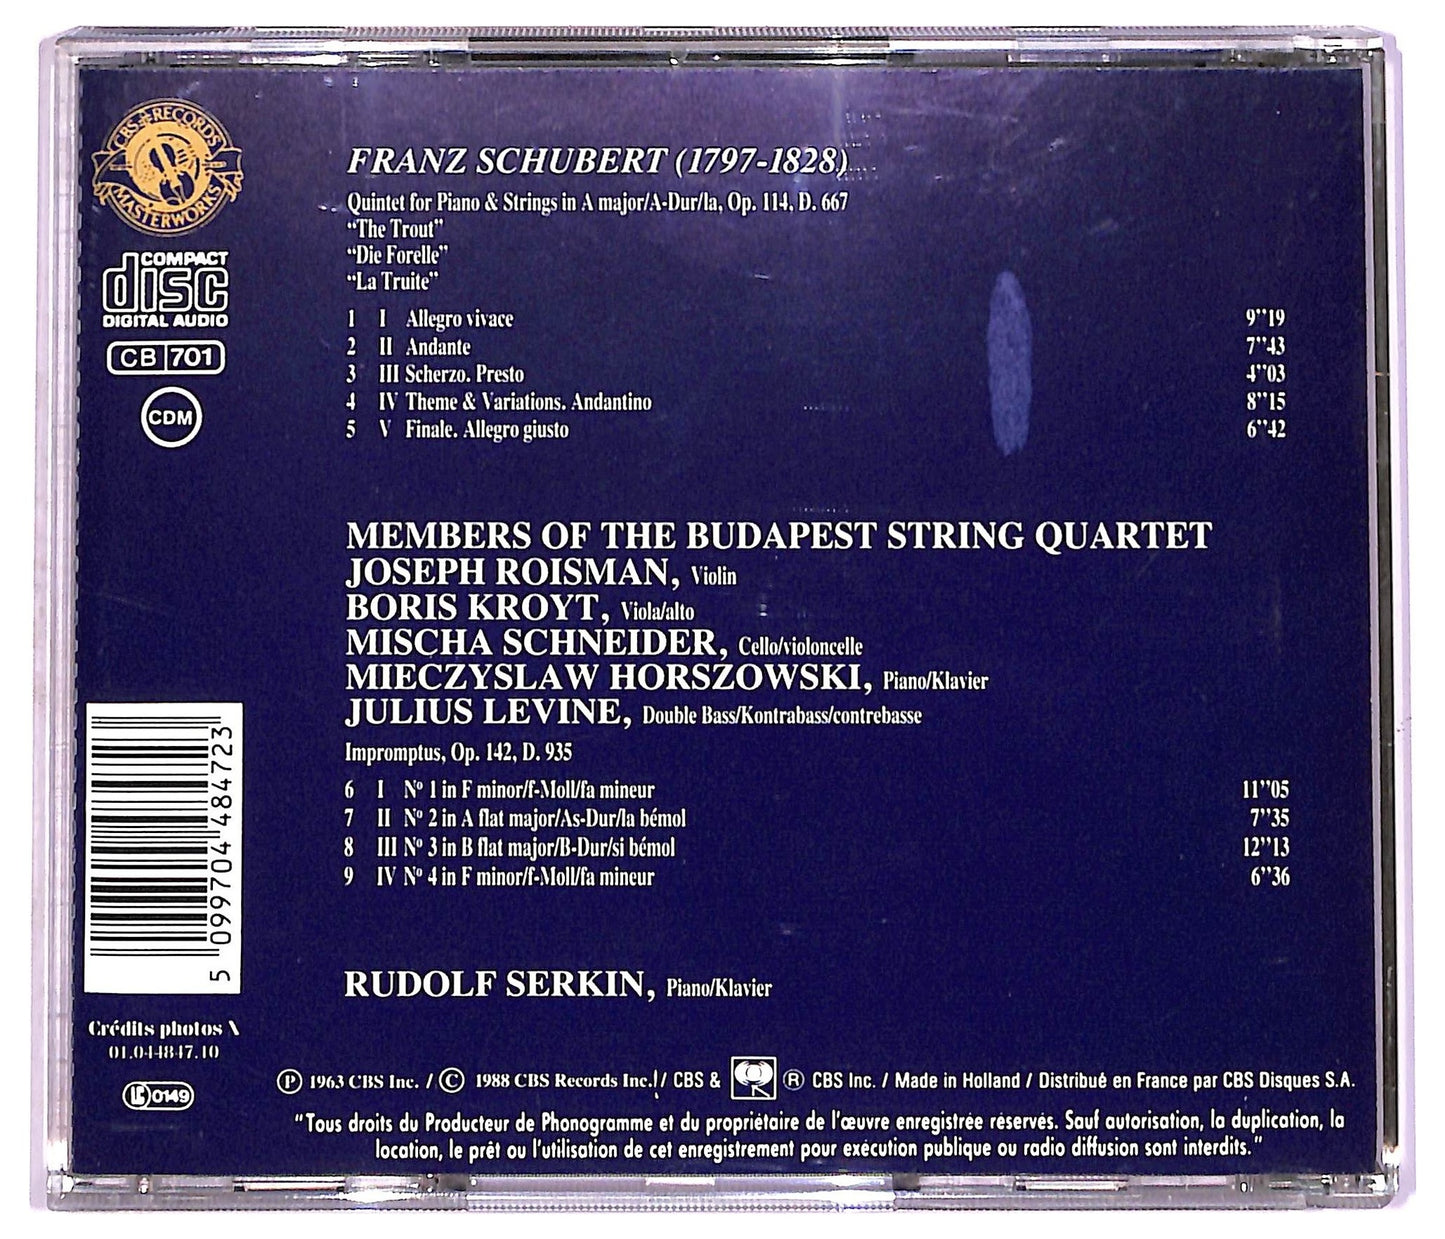 CBS RECORDS
MASTERWORKS
COMPACT
disc
DIGITAL AUDIO
CB 701
CDM
FRANZ SCHUBERT (1797-1828)
Quintet for Piano & Strings in A major/A-Dur/la, Op. 114, D. 667
“The Trout”
“Die Forelle”
“La Truite”
1 I Allegro vivace 9”19
2 II Andante 7”43
3 III Scherzo. Presto 4”03
4 IV Theme & Variations. Andantino 8”15
5 V Finale. Allegro giusto 6”42
MEMBERS OF THE BUDAPEST STRING QUARTET
JOSEPH ROISMAN, Violin
BORIS KROYT, Viola/alto
MISCHA SCHNEIDER, Cello/violoncelle
MIECZYSLAW HORSZOWSKI, Piano/Klavier
JULIUS LEVINE, Double Bass/Kontrabass/contrebasse
Impromptus, Op. 142, D. 935
6 I Nº 1 in F minor/f-Moll/fa mineur 11”05
7 II Nº 2 in A flat major/As-Dur/la bémol 7”35
8 III Nº 3 in B flat major/B-Dur/si bémol 12”13
9 IV Nº 4 in F minor/f-Moll/fa mineur 6”36
RUDOLF SERKIN, Piano/Klavier
5 099704 484723
Crédits photos X
01.044847.10
LC 0149
Ⓟ 1963 CBS Inc. / © 1988 CBS Records Inc. / CBS & ® CBS Inc. / Made in Holland / Distribué en France par CBS Disques S.A.
“Tous droits du Producteur de Phonogramme et du propriétaire de l'œuvre enregistrée réservés. Sauf autorisation, la duplication, la
location, le prêt ou l'utilisation de cet enregistrement pour exécution publique ou radio diffusion sont interdits.”